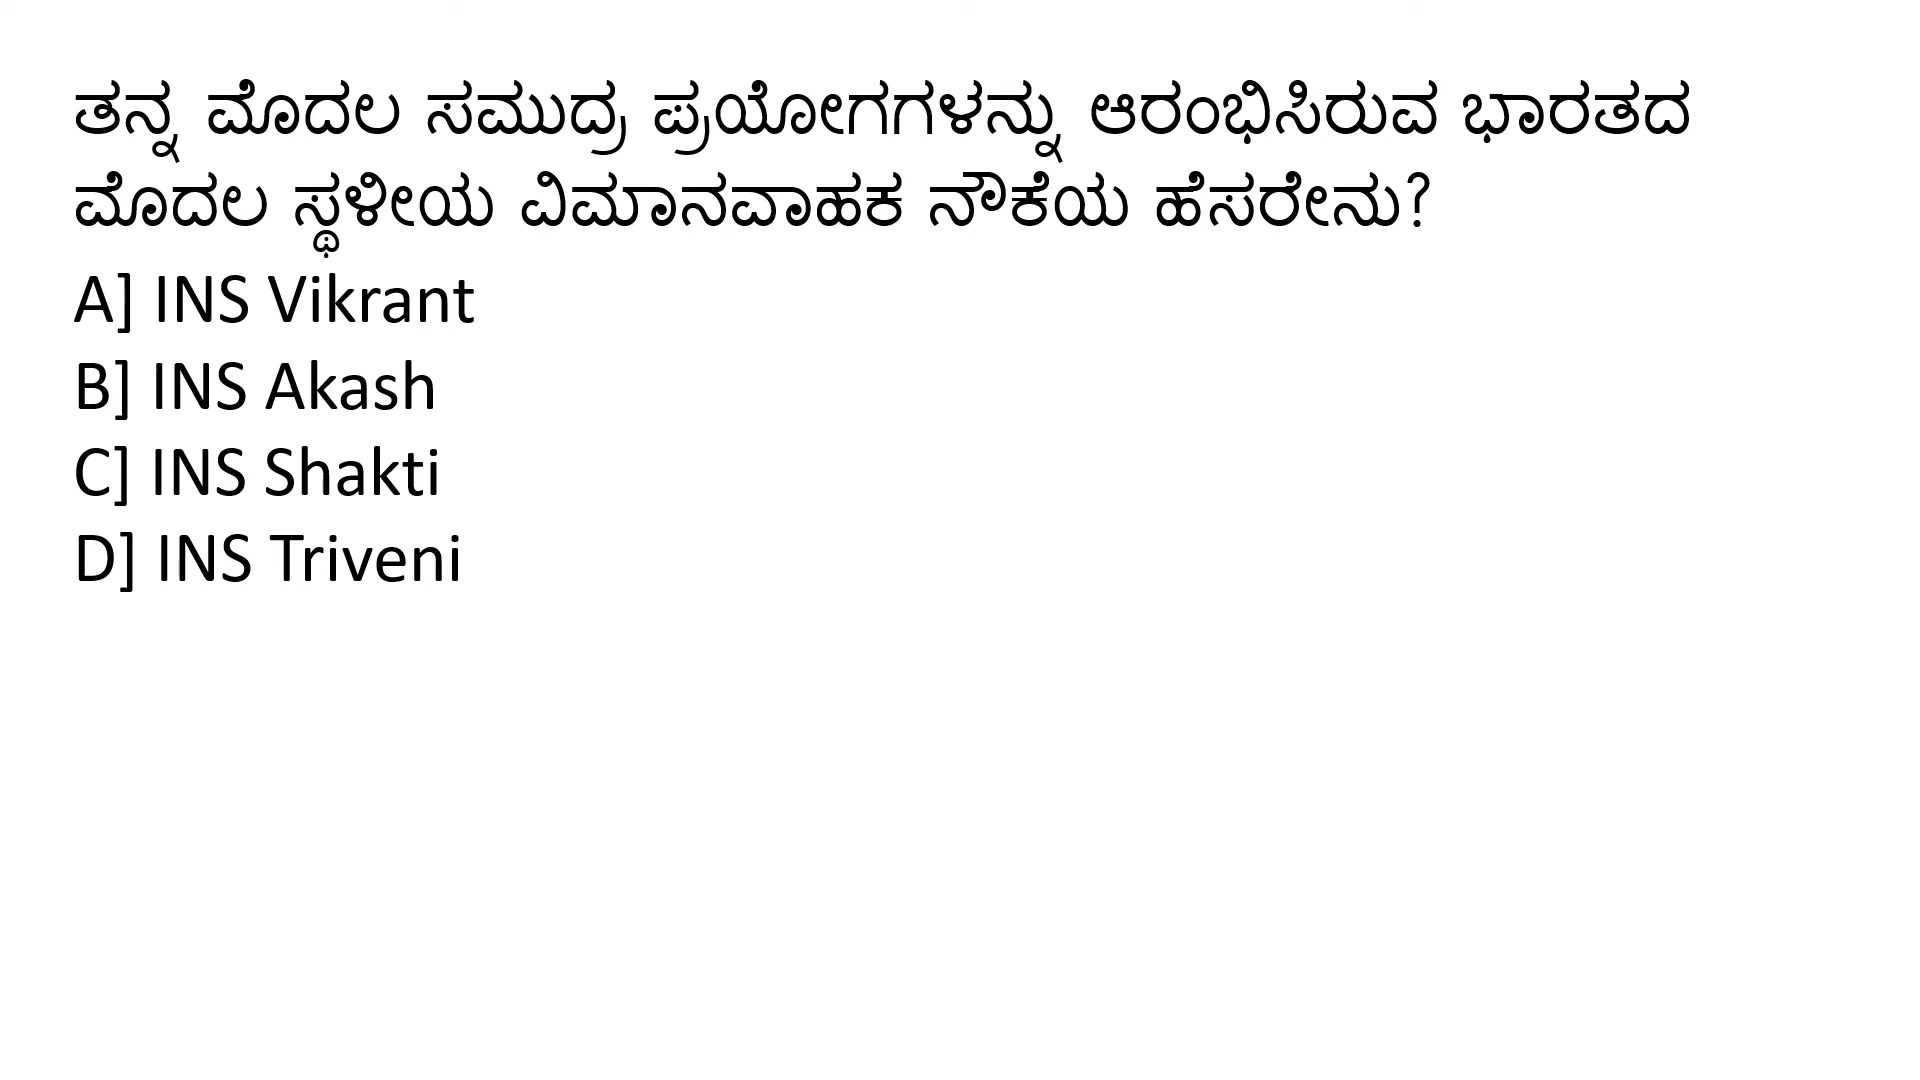 ತನ್ನ ಮೊದಲ ಸಮುದ್ರ ಪ್ರಯೋಗಗಳನ್ನು ಆರಂಭಿಸಿರುವ ಭಾರತದ
ಮೊದಲ ಸ್ಥಳೀಯ ವಿಮಾನವಾಹಕ ನೌಕೆಯ ಹೆಸರೇನು?
A] INS Vikrant
B] INS Akash
C] INS Shakti
D] INS Triveni